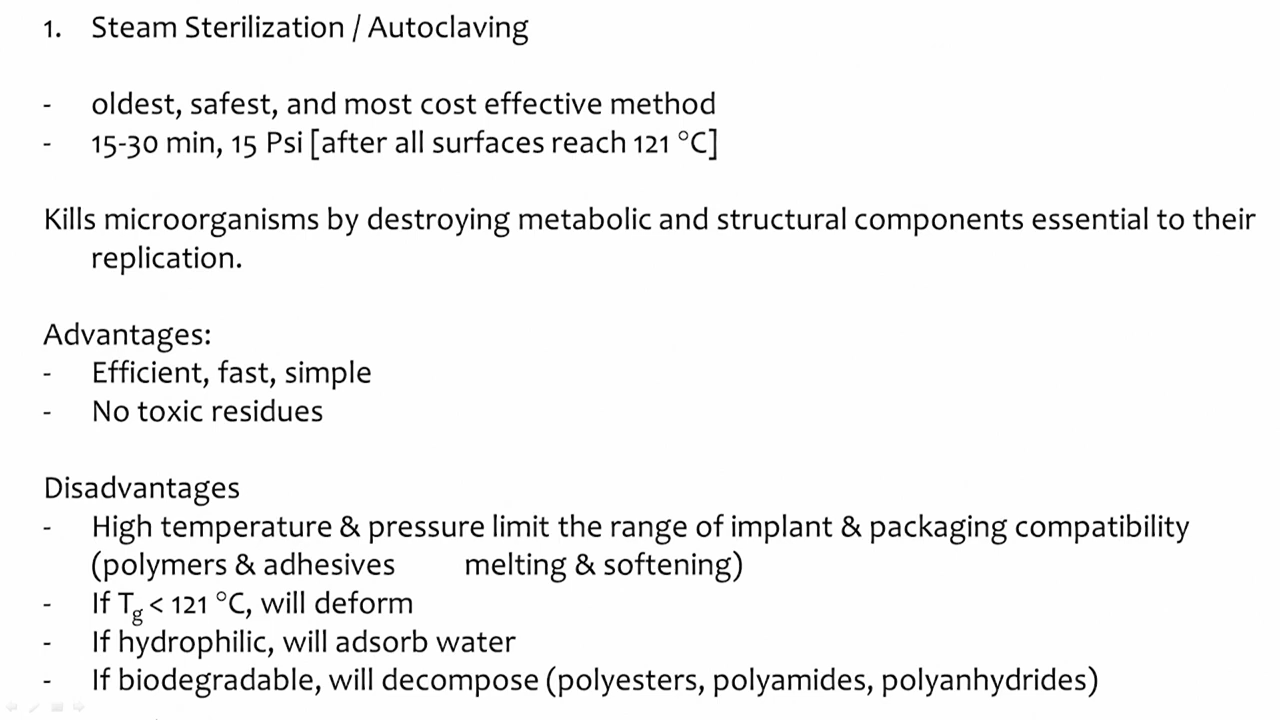 1. Steam Sterilization / Autoclaving
- oldest, safest, and most cost effective method
- 15-30 min, 15 Psi [after all surfaces reach 121 °C]
Kills microorganisms by destroying metabolic and structural components essential to their
replication.
Advantages:
- Efficient, fast, simple
- No toxic residues
Disadvantages
- High temperature & pressure limit the range of implant & packaging compatibility
(polymers & adhesives melting & softening)
- If Tg < 121 °C, will deform
- If hydrophilic, will adsorb water
- If biodegradable, will decompose (polyesters, polyamides, polyanhydrides)